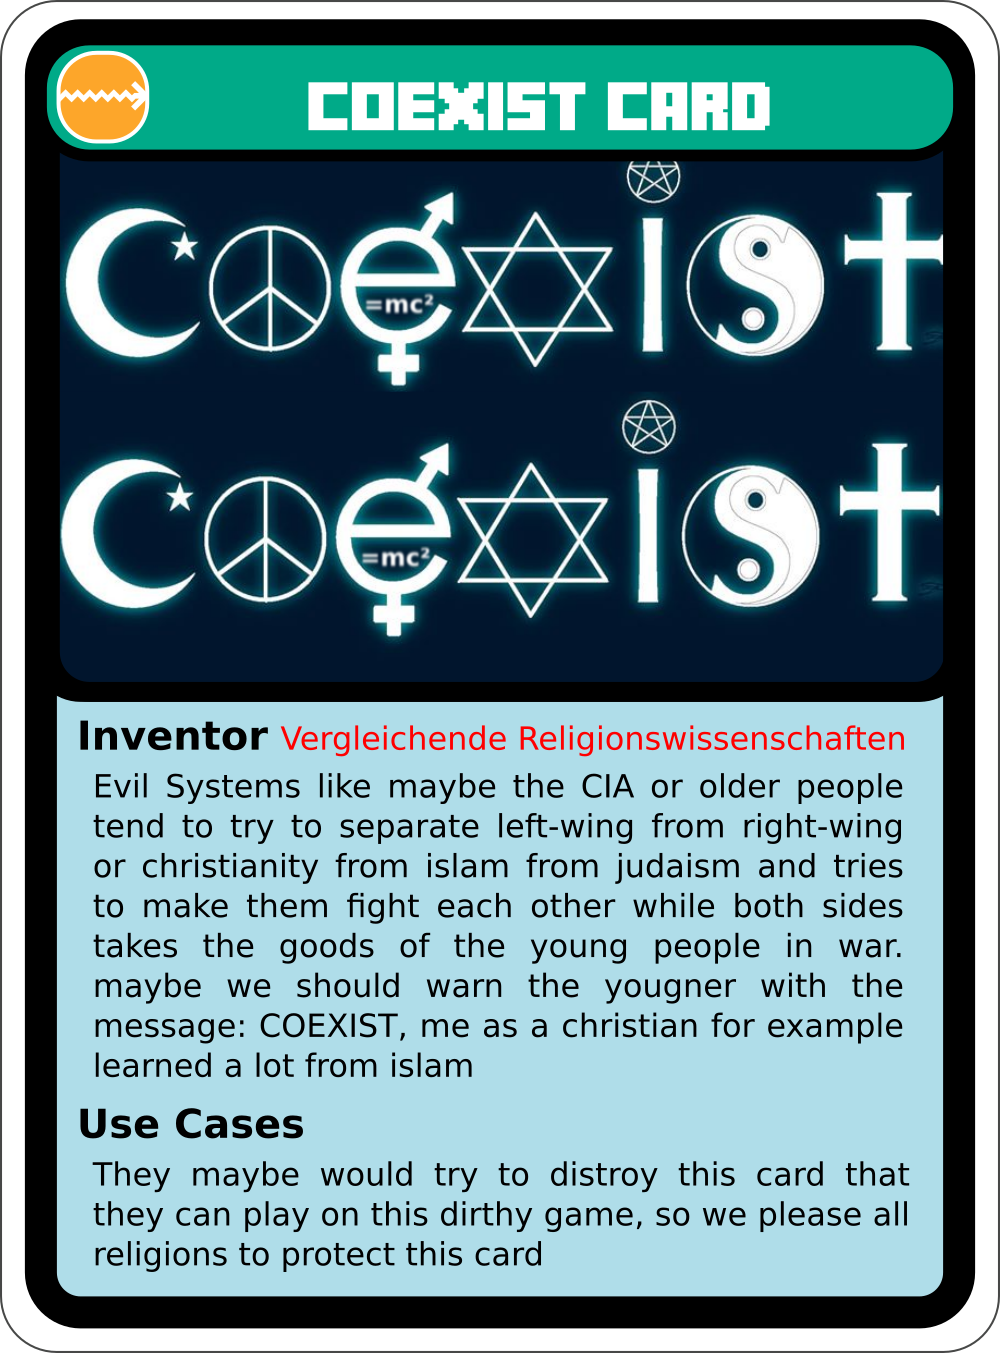 COEXIST CARD
Coexist
=mc²
Coexist
=mc²
Inventor Vergleichende Religionswissenschaften
Evil Systems like maybe the CIA or older people
tend to try to separate left-wing from right-wing
or christianity from islam from judaism and tries
to make them fight each other while both sides
takes the goods of the young people in war.
maybe we should warn the yougner with the
message: COEXIST, me as a christian for example
learned a lot from islam
Use Cases
They maybe would try to distroy this card that
they can play on this dirthy game, so we please all
religions to protect this card